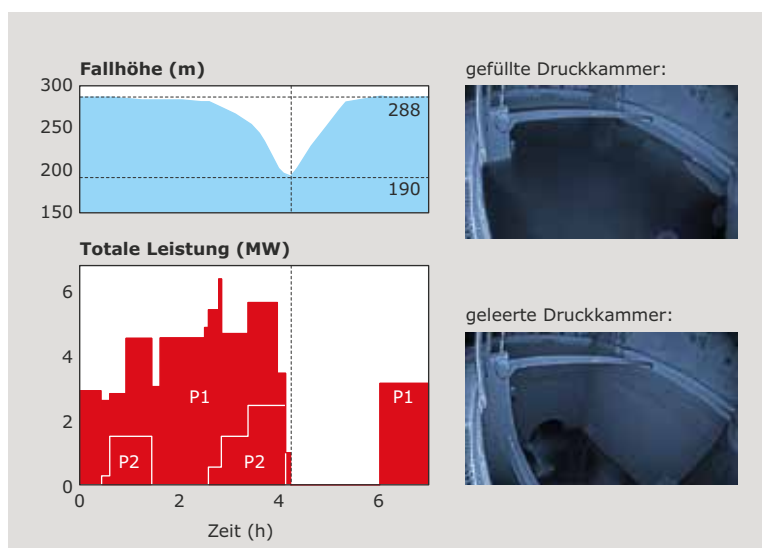 Fallhöhe (m)
300
250
200
150
288
190
Totale Leistung (MW)
6
4
2
0
P1
P2
P2
P1
0 2 4 6
Zeit (h)
gefüllte Druckkammer:
geleerte Druckkammer: